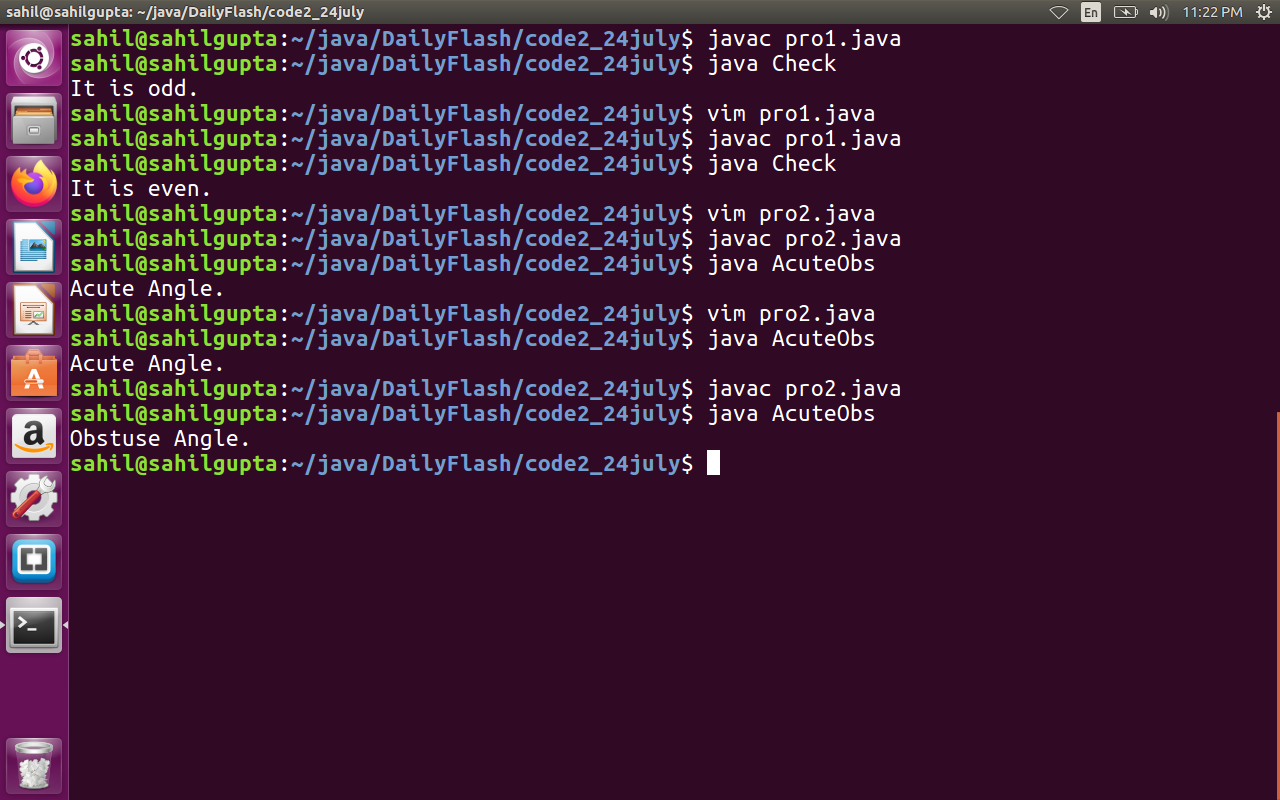 sahil@sahilgupta: ~/java/DailyFlash/code2_24july En 11:22 PM
sahil@sahilgupta:~/java/DailyFlash/code2_24july$ javac pro1.java
sahil@sahilgupta:~/java/DailyFlash/code2_24july$ java Check
It is odd.
sahil@sahilgupta:~/java/DailyFlash/code2_24july$ vim pro1.java
sahil@sahilgupta:~/java/DailyFlash/code2_24july$ javac pro1.java
sahil@sahilgupta:~/java/DailyFlash/code2_24july$ java Check
It is even.
sahil@sahilgupta:~/java/DailyFlash/code2_24july$ vim pro2.java
sahil@sahilgupta:~/java/DailyFlash/code2_24july$ javac pro2.java
sahil@sahilgupta:~/java/DailyFlash/code2_24july$ java AcuteObs
Acute Angle.
sahil@sahilgupta:~/java/DailyFlash/code2_24july$ vim pro2.java
sahil@sahilgupta:~/java/DailyFlash/code2_24july$ java AcuteObs
Acute Angle.
sahil@sahilgupta:~/java/DailyFlash/code2_24july$ javac pro2.java
sahil@sahilgupta:~/java/DailyFlash/code2_24july$ java AcuteObs
Obstuse Angle.
sahil@sahilgupta:~/java/DailyFlash/code2_24july$